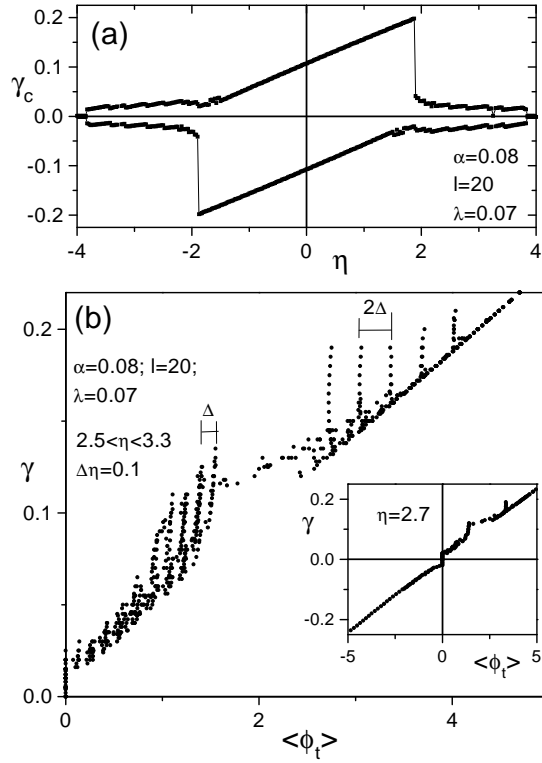 (a)
0.2
0.1
0.0
-0.1
-0.2
γc
α=0.08
l=20
λ=0.07
-4 -2 0 2 4
η
(b)
0.2
0.1
0.0
γ
α=0.08; l=20;
λ=0.07
2.5<η<3.3
Δη=0.1
Δ
2Δ
0 2 4
<ϕt>
η=2.7
γ
0.2
0.0
-0.2
-5 0 5
<ϕt>